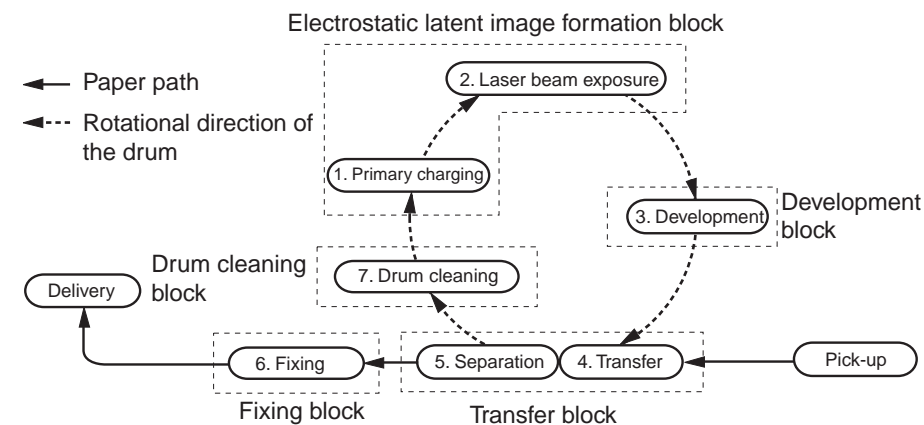 Electrostatic latent image formation block
Paper path
Rotational direction of
the drum
2. Laser beam exposure
1. Primary charging
3. Development
Development
block
Drum cleaning
block
7. Drum cleaning
Delivery
6. Fixing
5. Separation
4. Transfer
Pick-up
Fixing block
Transfer block